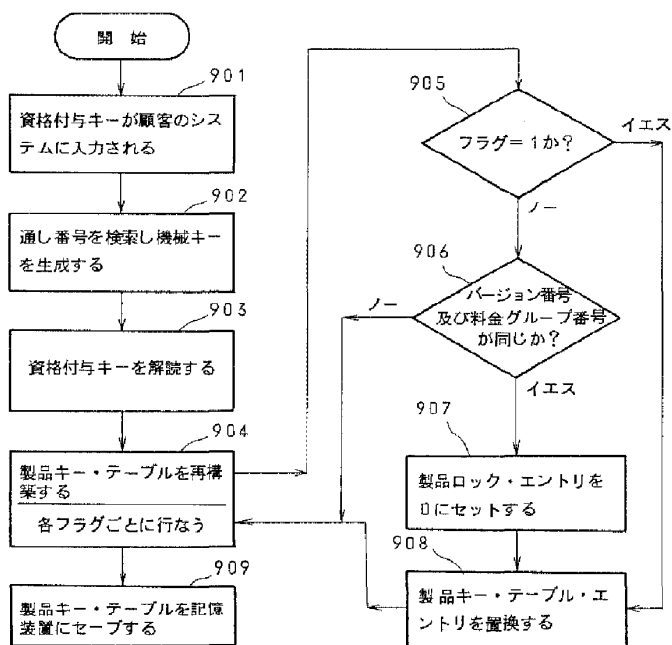 開 始
901
資格付与キーが顧客のシス
テムに入力される
902
通し番号を検索し機械キー
を生成する
903
資格付与キーを解読する
904
製品キー・テーブルを再構
築する
各フラグごとに行なう
909
製品キー・テーブルを記憶
装置にセーブする
905
フラグ=1か?
イエス
ノー
906
バージョン番号
及び料金グループ番号
が同じか?
ノー
イエス
907
製品ロック・エントリを
0にセットする
908
製品キー・テーブル・エ
ントリを置換する